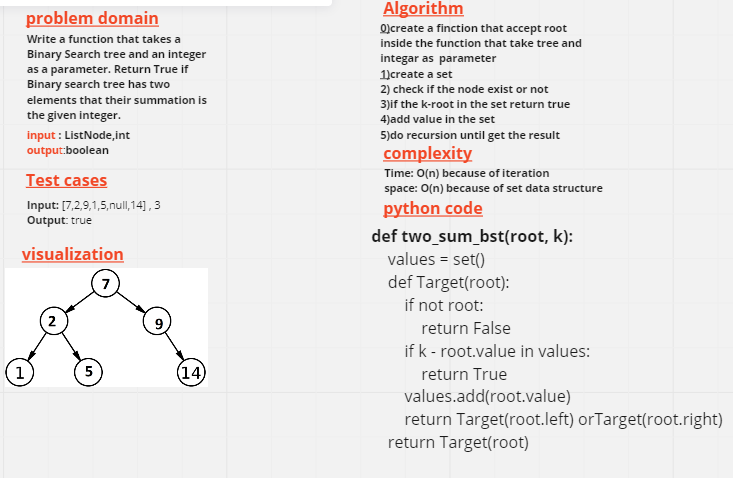 problem domain
Write a function that takes a
Binary Search tree and an integer
as a parameter. Return True if
Binary search tree has two
elements that their summation is
the given integer.
input : ListNode,int
output:boolean
Test cases
Input: [7,2,9,1,5,null,14] , 3
Output: true
visualization
7
2
9
1
5
14
Algorithm
0)create a finction that accept root
inside the function that take tree and
integar as parameter
1)create a set
2) check if the node exist or not
3)if the k-root in the set return true
4)add value in the set
5)do recursion until get the result
complexity
Time: O(n) because of iteration
space: O(n) because of set data structure
python code
def two_sum_bst(root, k):
values = set()
def Target(root):
if not root:
return False
if k - root.value in values:
return True
values.add(root.value)
return Target(root.left) orTarget(root.right)
return Target(root)